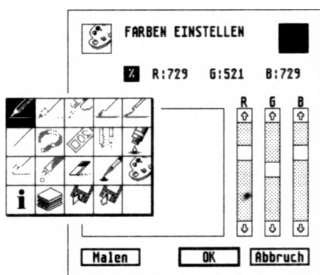 FARBEN EINSTELLEN
% R:729 G:521 B:729
R G B
i
Malen OK Abbruch